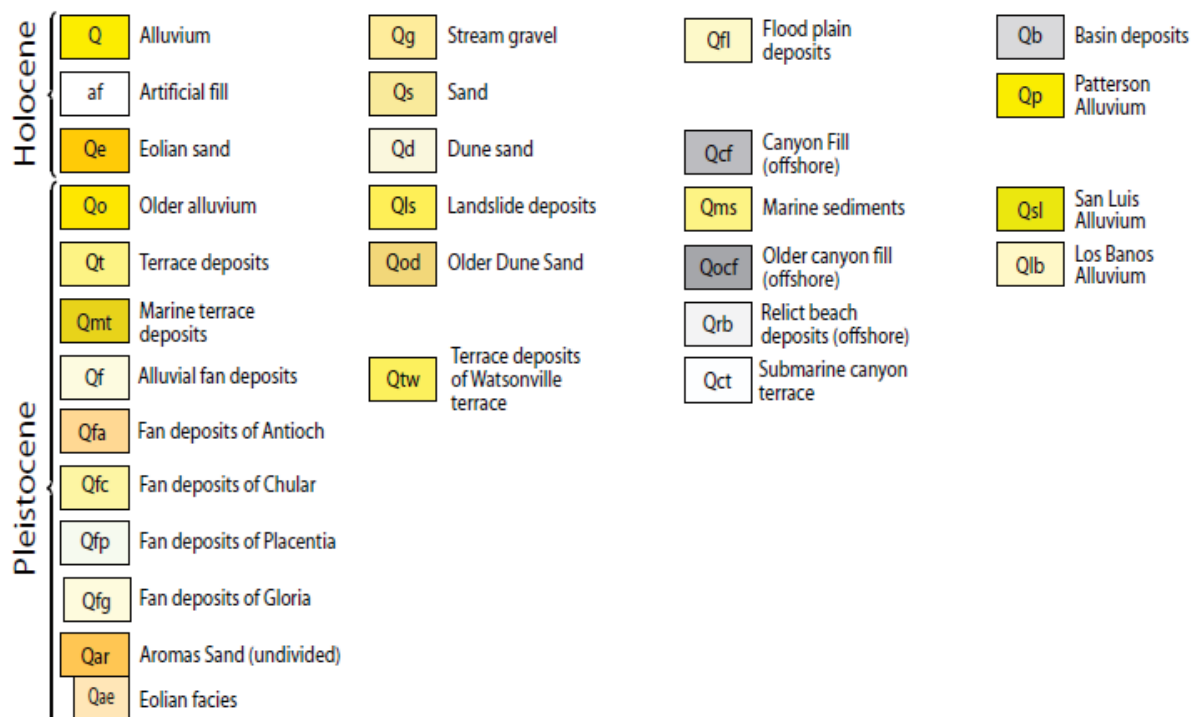 Holocene
Q
Alluvium
Qg
Stream gravel
Qfl
Flood plain
deposits
Qb
Basin deposits
af
Artificial fill
Qs
Sand
Qp
Patterson
Alluvium
Qe
Eolian sand
Qd
Dune sand
Qcf
Canyon Fill
(offshore)
Pleistocene
Qo
Older alluvium
Qls
Landslide deposits
Qms
Marine sediments
Qsl
San Luis
Alluvium
Qt
Terrace deposits
Qod
Older Dune Sand
Qocf
Older canyon fill
(offshore)
Qlb
Los Banos
Alluvium
Qmt
Marine terrace
deposits
Qrb
Relict beach
deposits (offshore)
Qf
Alluvial fan deposits
Qtw
Terrace deposits
of Watsonville
terrace
Qct
Submarine canyon
terrace
Qfa
Fan deposits of Antioch
Qfc
Fan deposits of Chular
Qfp
Fan deposits of Placentia
Qfg
Fan deposits of Gloria
Qar
Aromas Sand (undivided)
Qae
Eolian facies